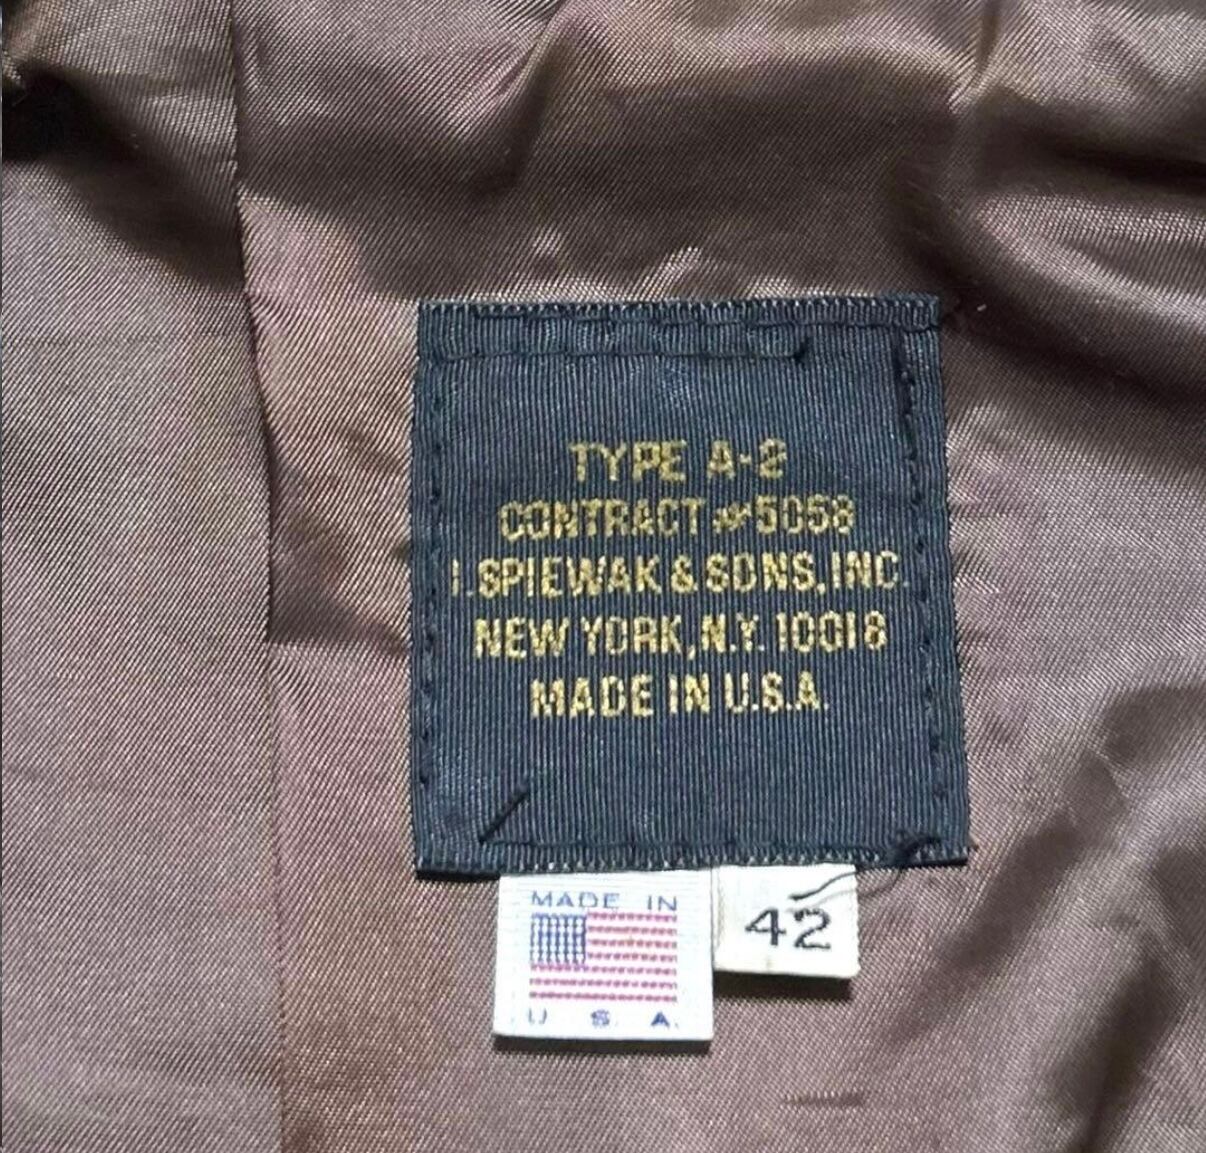 TYPE A-2
CONTRACT #5058
I. SPIEWAK & SONS, INC.
NEW YORK, N.Y. 10018
MADE IN U.S.A.
MADE IN
U. S. A.
42